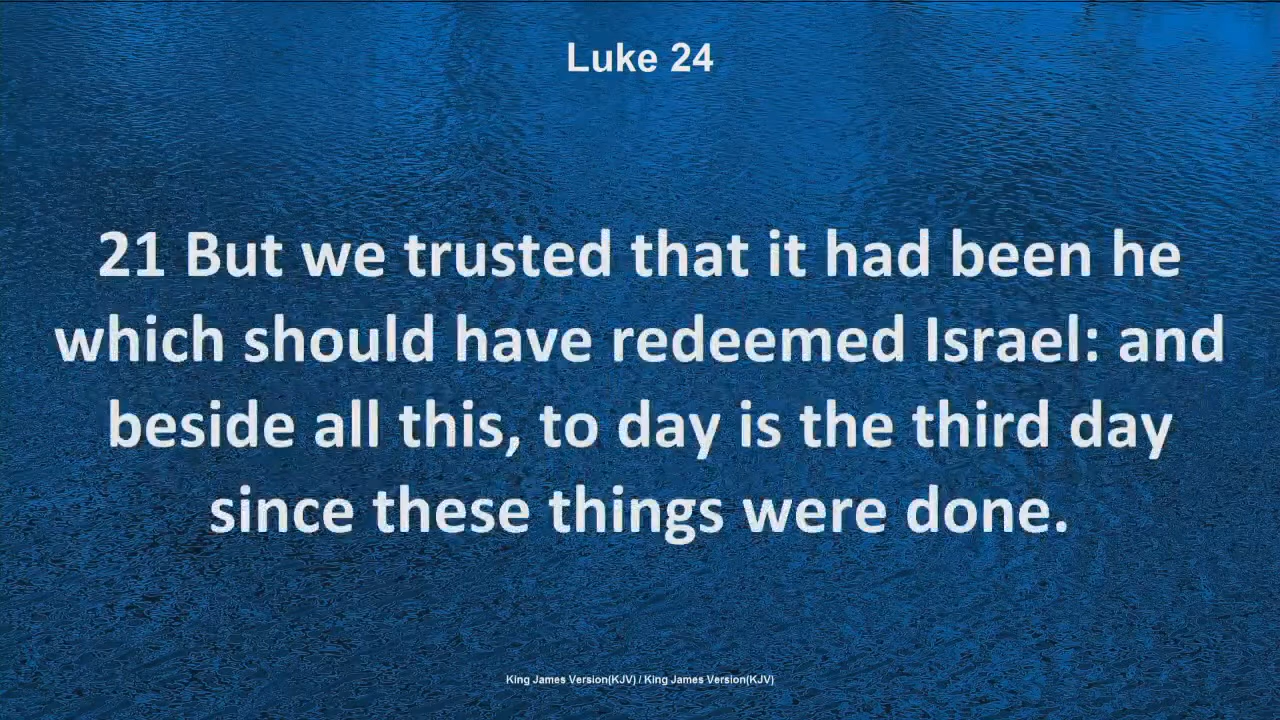 Luke 24
21 But we trusted that it had been he
which should have redeemed Israel: and
beside all this, to day is the third day
since these things were done.
King James Version(KJV) / King James Version(KJV)